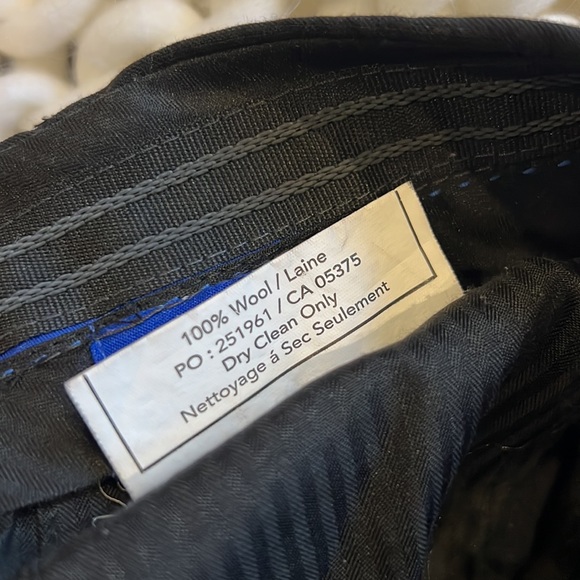 100% Wool / Laine
PO : 251961 / CA 05375
Dry Clean Only
Nettoyage á Sec Seulement